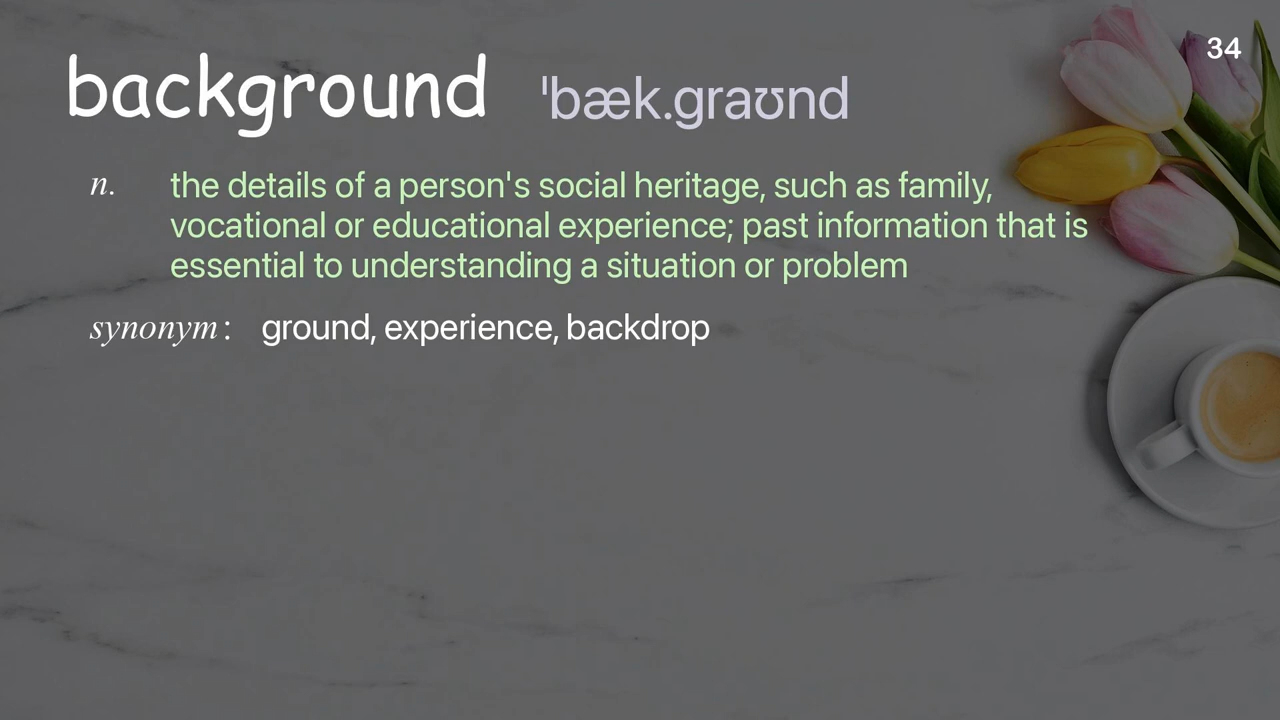 34
background ˈbæk.graʊnd
n. the details of a person's social heritage, such as family,
vocational or educational experience; past information that is
essential to understanding a situation or problem
synonym: ground, experience, backdrop